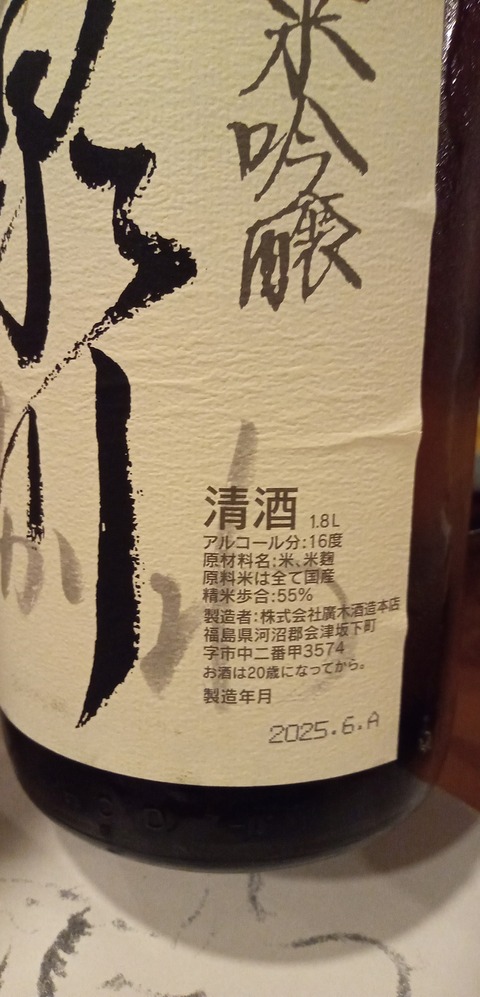 泉川
米吟醸
清酒 1.8L
アルコール分:16度
原材料名:米、米麹
原料米は全て国産
精米歩合:55%
製造者:株式会社廣木酒造本店
福島県河沼郡会津坂下町
字市中二番甲3574
お酒は20歳になってから。
製造年月
2025.6.A